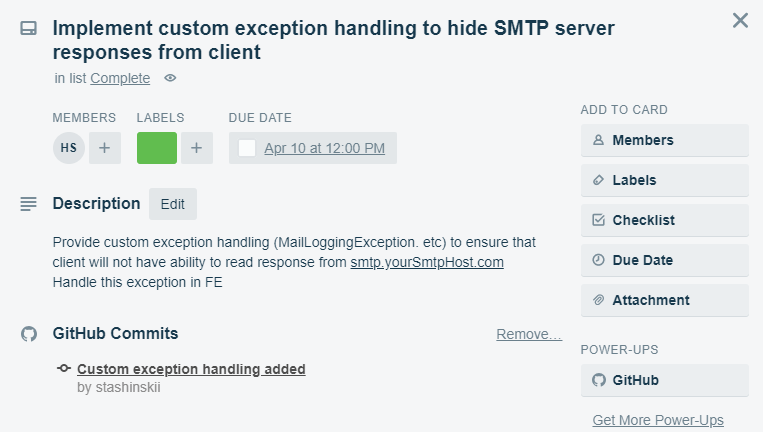 Implement custom exception handling to hide SMTP server
responses from client
in list Complete
MEMBERS LABELS DUE DATE
HS + + Apr 10 at 12:00 PM
Description Edit
Provide custom exception handling (MailLoggingException. etc) to ensure that
client will not have ability to read response from smtp.yourSmtpHost.com
Handle this exception in FE
GitHub Commits Remove...
Custom exception handling added
by stashinskii
ADD TO CARD
Members
Labels
Checklist
Due Date
Attachment
POWER-UPS
GitHub
Get More Power-Ups